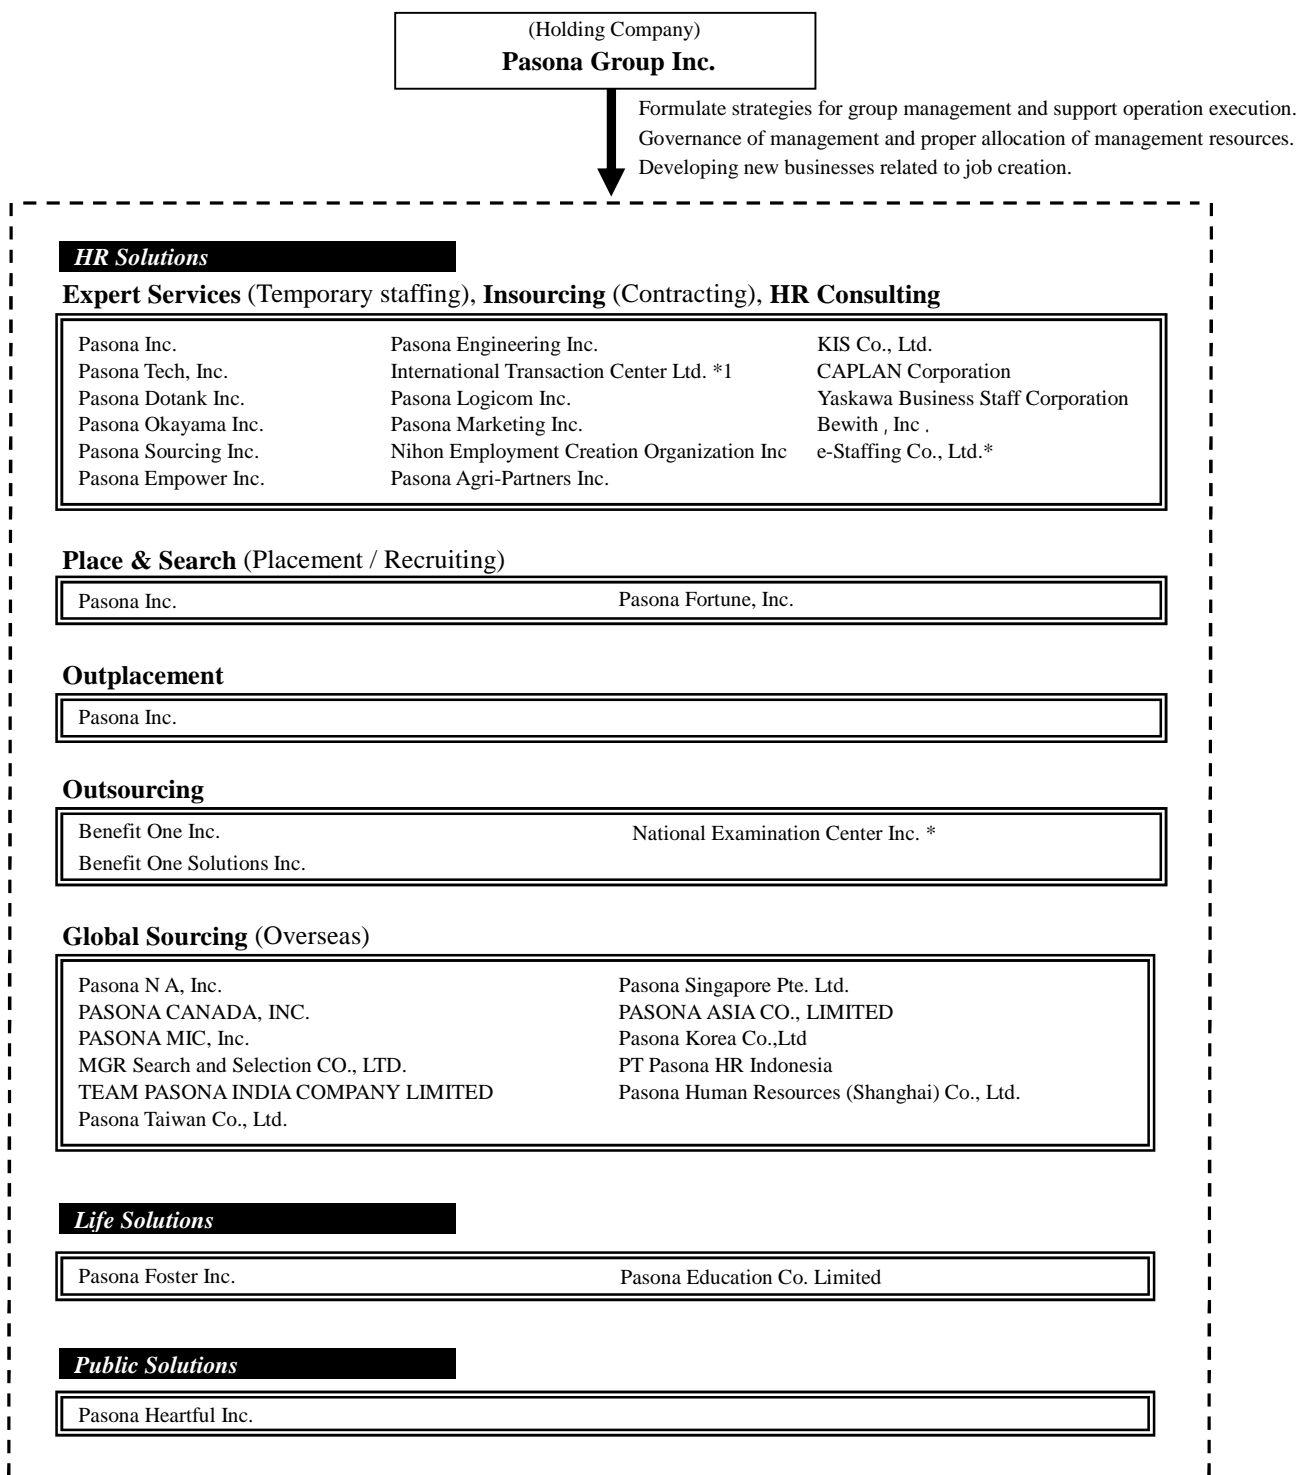 (Holding Company)
Pasona Group Inc.
Formulate strategies for group management and support operation execution.
Governance of management and proper allocation of management resources.
Developing new businesses related to job creation.
HR Solutions
Expert Services (Temporary staffing), Insourcing (Contracting), HR Consulting
Pasona Inc. Pasona Engineering Inc. KIS Co., Ltd.
Pasona Tech, Inc. International Transaction Center Ltd. *1 CAPLAN Corporation
Pasona Dotank Inc. Pasona Logicom Inc. Yaskawa Business Staff Corporation
Pasona Okayama Inc. Pasona Marketing Inc. Bewith , Inc .
Pasona Sourcing Inc. Nihon Employment Creation Organization Inc e-Staffing Co., Ltd.*
Pasona Empower Inc. Pasona Agri-Partners Inc.
Place & Search (Placement / Recruiting)
Pasona Inc. Pasona Fortune, Inc.
Outplacement
Pasona Inc.
Outsourcing
Benefit One Inc. National Examination Center Inc. *
Benefit One Solutions Inc.
Global Sourcing (Overseas)
Pasona N A, Inc. Pasona Singapore Pte. Ltd.
PASONA CANADA, INC. PASONA ASIA CO., LIMITED
PASONA MIC, Inc. Pasona Korea Co.,Ltd
MGR Search and Selection CO., LTD. PT Pasona HR Indonesia
TEAM PASONA INDIA COMPANY LIMITED Pasona Human Resources (Shanghai) Co., Ltd.
Pasona Taiwan Co., Ltd.
Life Solutions
Pasona Foster Inc. Pasona Education Co. Limited
Public Solutions
Pasona Heartful Inc.